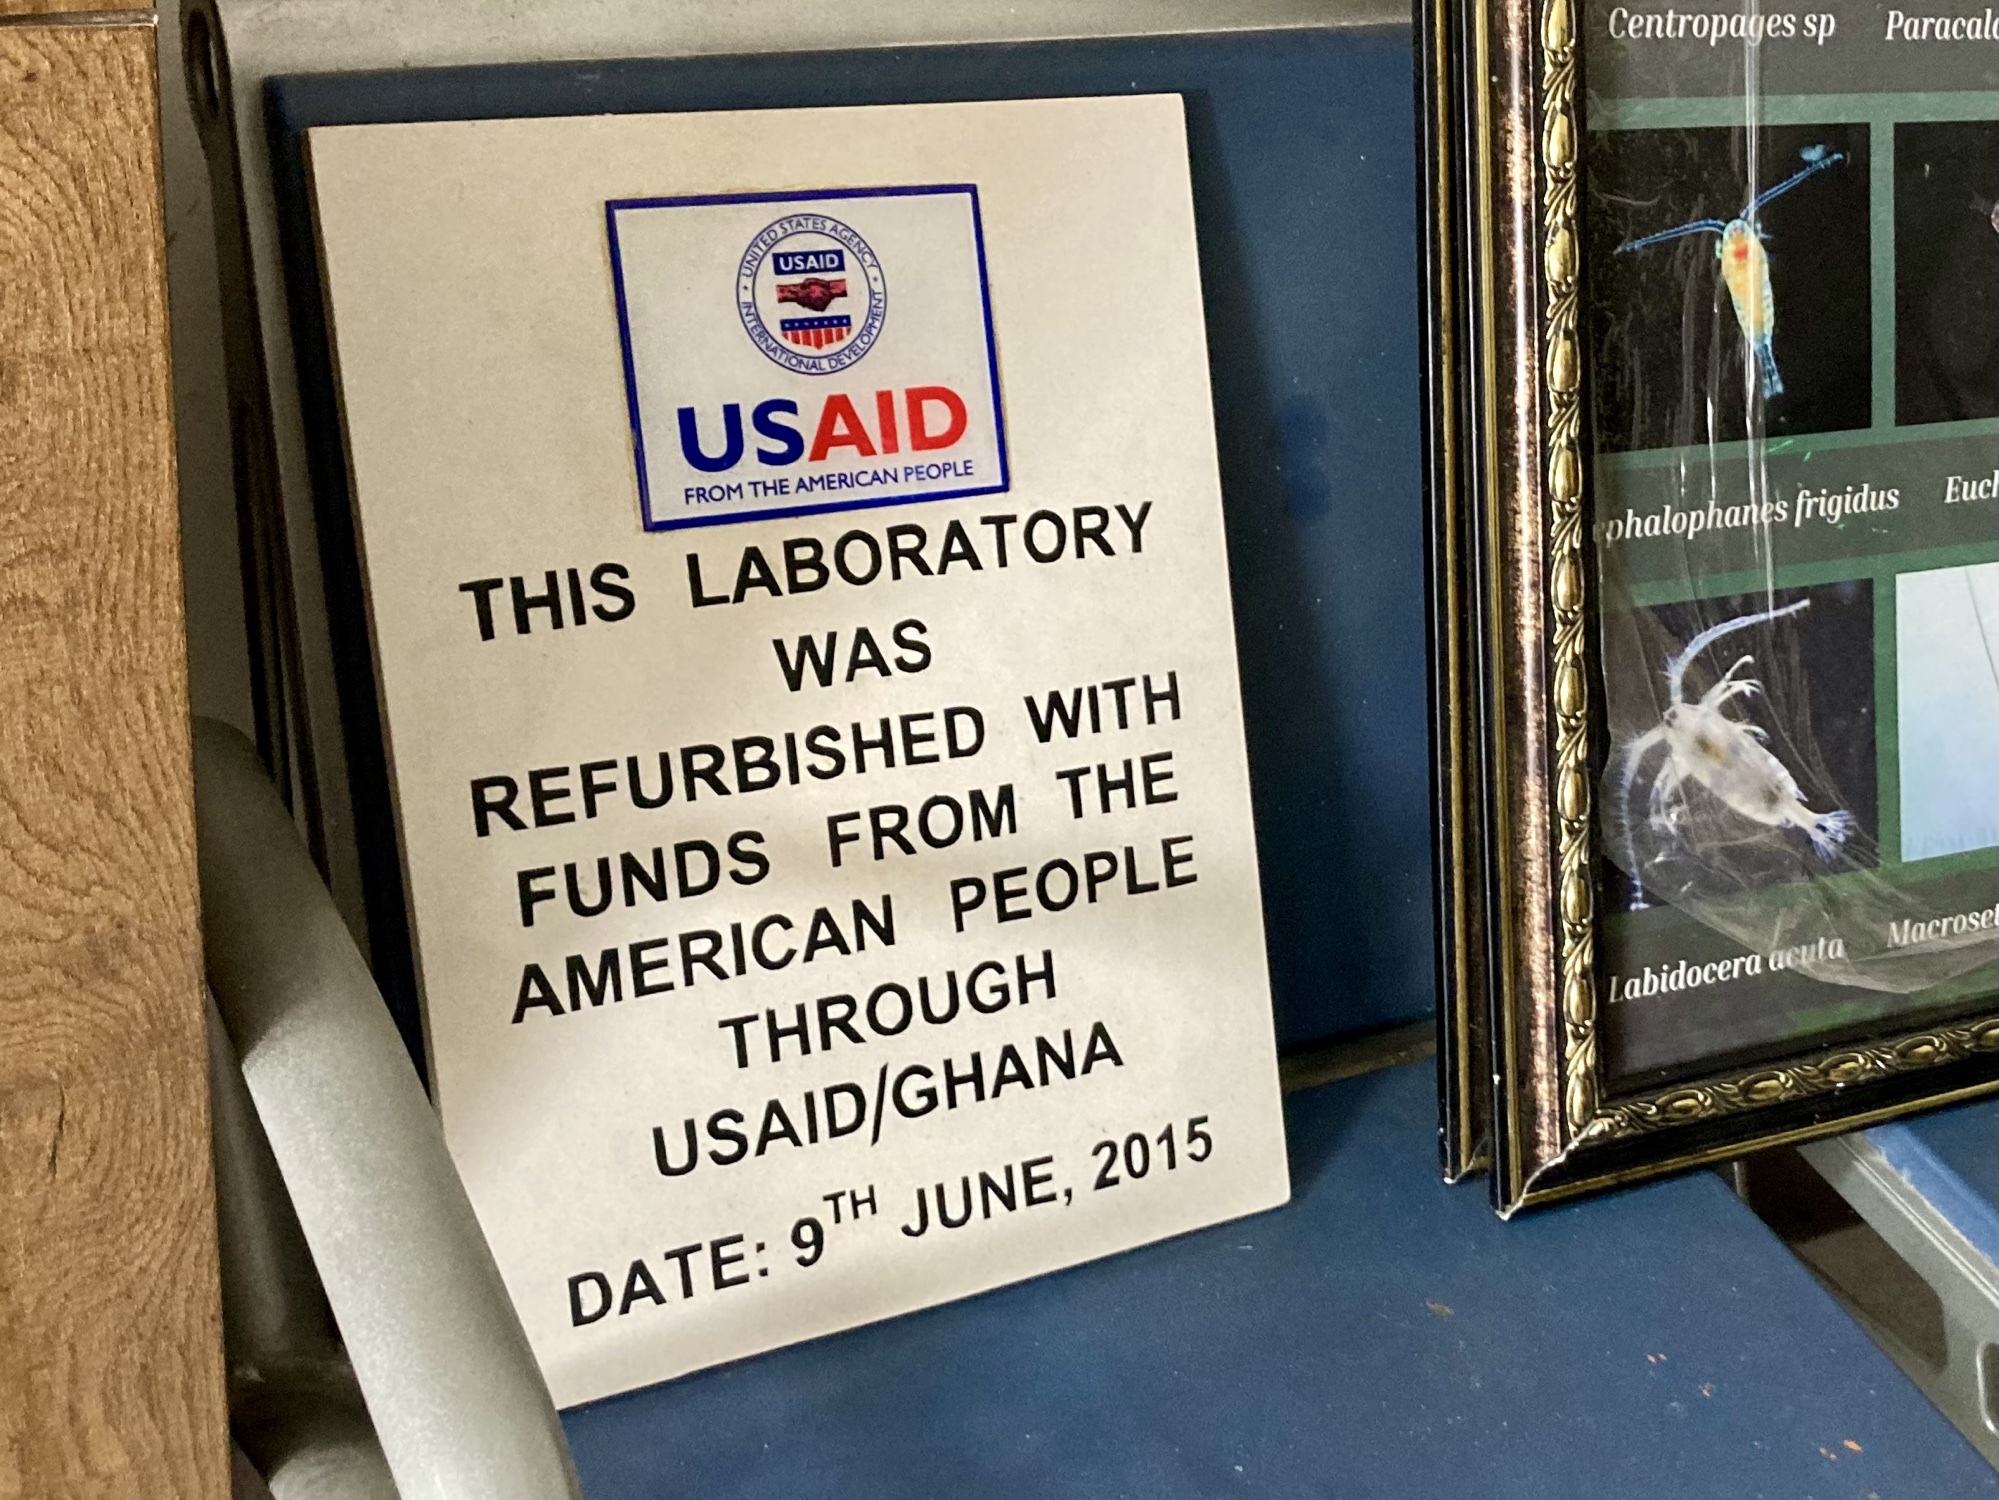 UNITED STATES AGENCY
INTERNATIONAL DEVELOPMENT
USAID
USAID
FROM THE AMERICAN PEOPLE
THIS LABORATORY
WAS
REFURBISHED WITH
FUNDS FROM THE
AMERICAN PEOPLE
THROUGH
USAID/GHANA
DATE: 9TH JUNE, 2015
Centropages sp
frigidus
Labidocera acuta